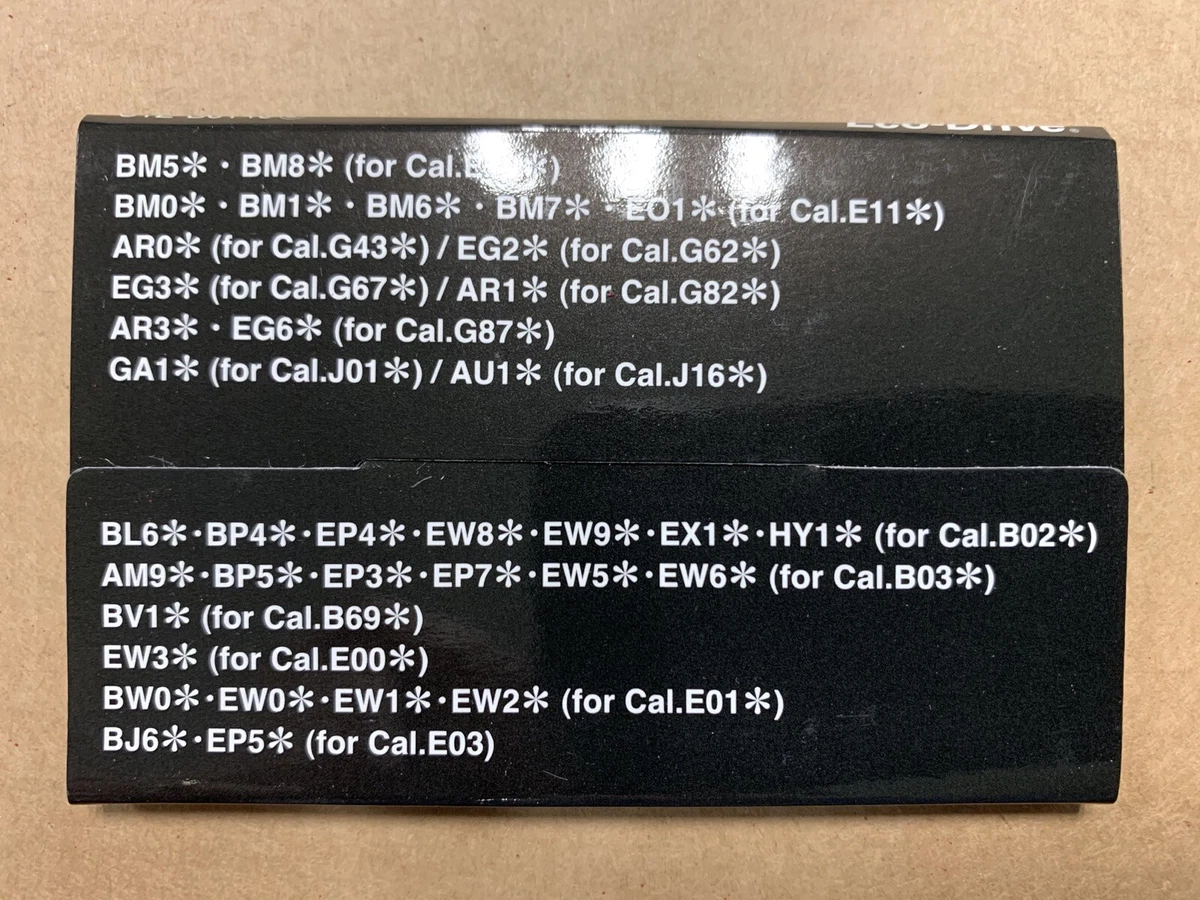 Eco-Drive®
BM5✻・BM8✻ (for
BM0✻・BM1✻・BM6✻・BM7✻・EO1✻ (for Cal.E11✻)
AR0✻ (for Cal.G43✻) / EG2✻ (for Cal.G62✻)
EG3✻ (for Cal.G67✻) / AR1✻ (for Cal.G82✻)
AR3✻・EG6✻ (for Cal.G87✻)
GA1✻ (for Cal.J01✻) / AU1✻ (for Cal.J16✻)
BL6✻・BP4✻・EP4✻・EW8✻・EW9✻・EX1✻・HY1✻ (for Cal.B02✻)
AM9✻・BP5✻・EP3✻・EP7✻・EW5✻・EW6✻ (for Cal.B03✻)
BV1✻ (for Cal.B69✻)
EW3✻ (for Cal.E00✻)
BW0✻・EW0✻・EW1✻・EW2✻ (for Cal.E01✻)
BJ6✻・EP5✻ (for Cal.E03)